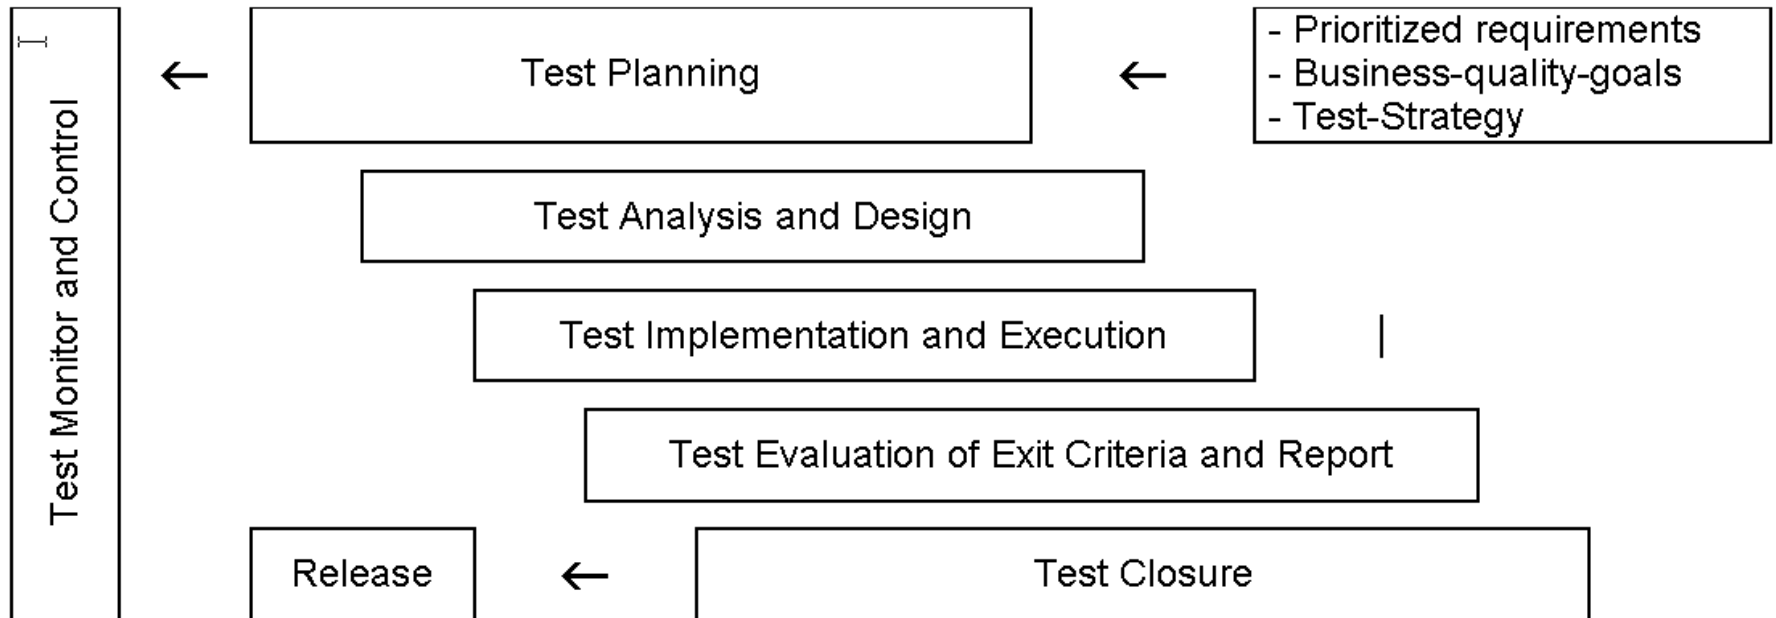 Test Monitor and Control
←
Test Planning
←
- Prioritized requirements
- Business-quality-goals
- Test-Strategy
Test Analysis and Design
Test Implementation and Execution
Test Evaluation of Exit Criteria and Report
Release
←
Test Closure